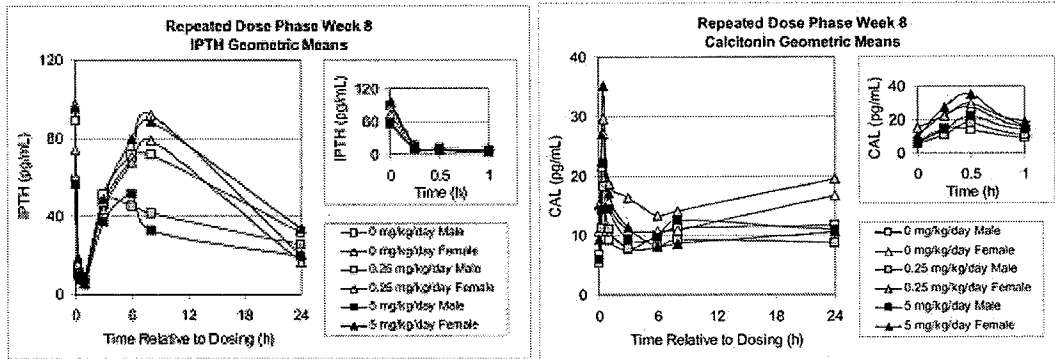 Repeated Dose Phase Week 8
IPTH Geometric Means
120
80
40
0
IPTH (pg/mL)
0
6
12
18
24
Time Relative to Dosing (h)
120
60
0
IPTH (pg/mL)
0
0.5
1
Time (h)
0 mg/kg/day Male
0 mg/kg/day Female
0.25 mg/kg/day Male
0.25 mg/kg/day Female
5 mg/kg/day Male
5 mg/kg/day Female
Repeated Dose Phase Week 8
Calcitonin Geometric Means
40
30
20
10
0
CAL (pg/mL)
0
6
12
18
24
Time Relative to Dosing (h)
40
20
0
CAL (pg/mL)
0
0.5
1
Time (h)
0 mg/kg/day Male
0 mg/kg/day Female
0.25 mg/kg/day Male
0.25 mg/kg/day Female
5 mg/kg/day Male
5 mg/kg/day Female